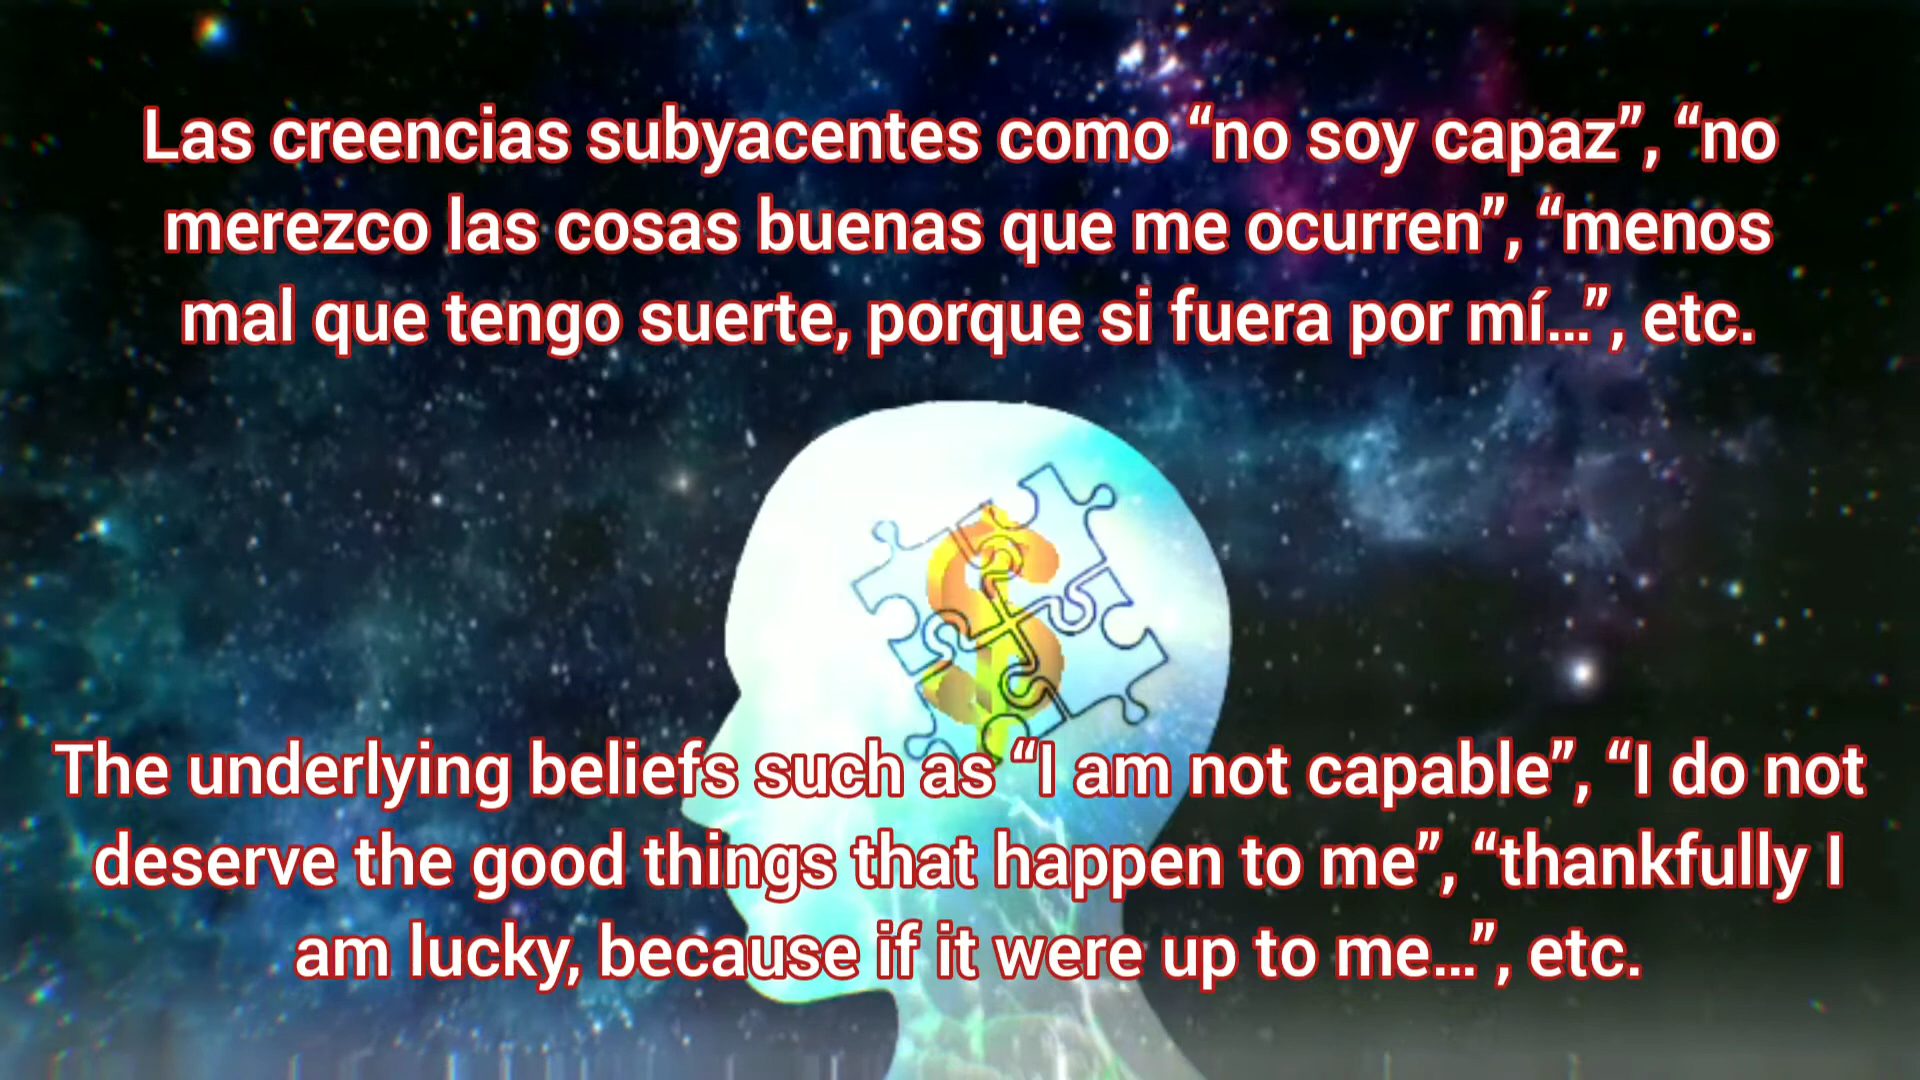 Las creencias subyacentes como “no soy capaz”, “no
merezco las cosas buenas que me ocurren”, “menos
mal que tengo suerte, porque si fuera por mí...”, etc.
The underlying beliefs such as “I am not capable”, “I do not
deserve the good things that happen to me”, “thankfully I
am lucky, because if it were up to me...”, etc.